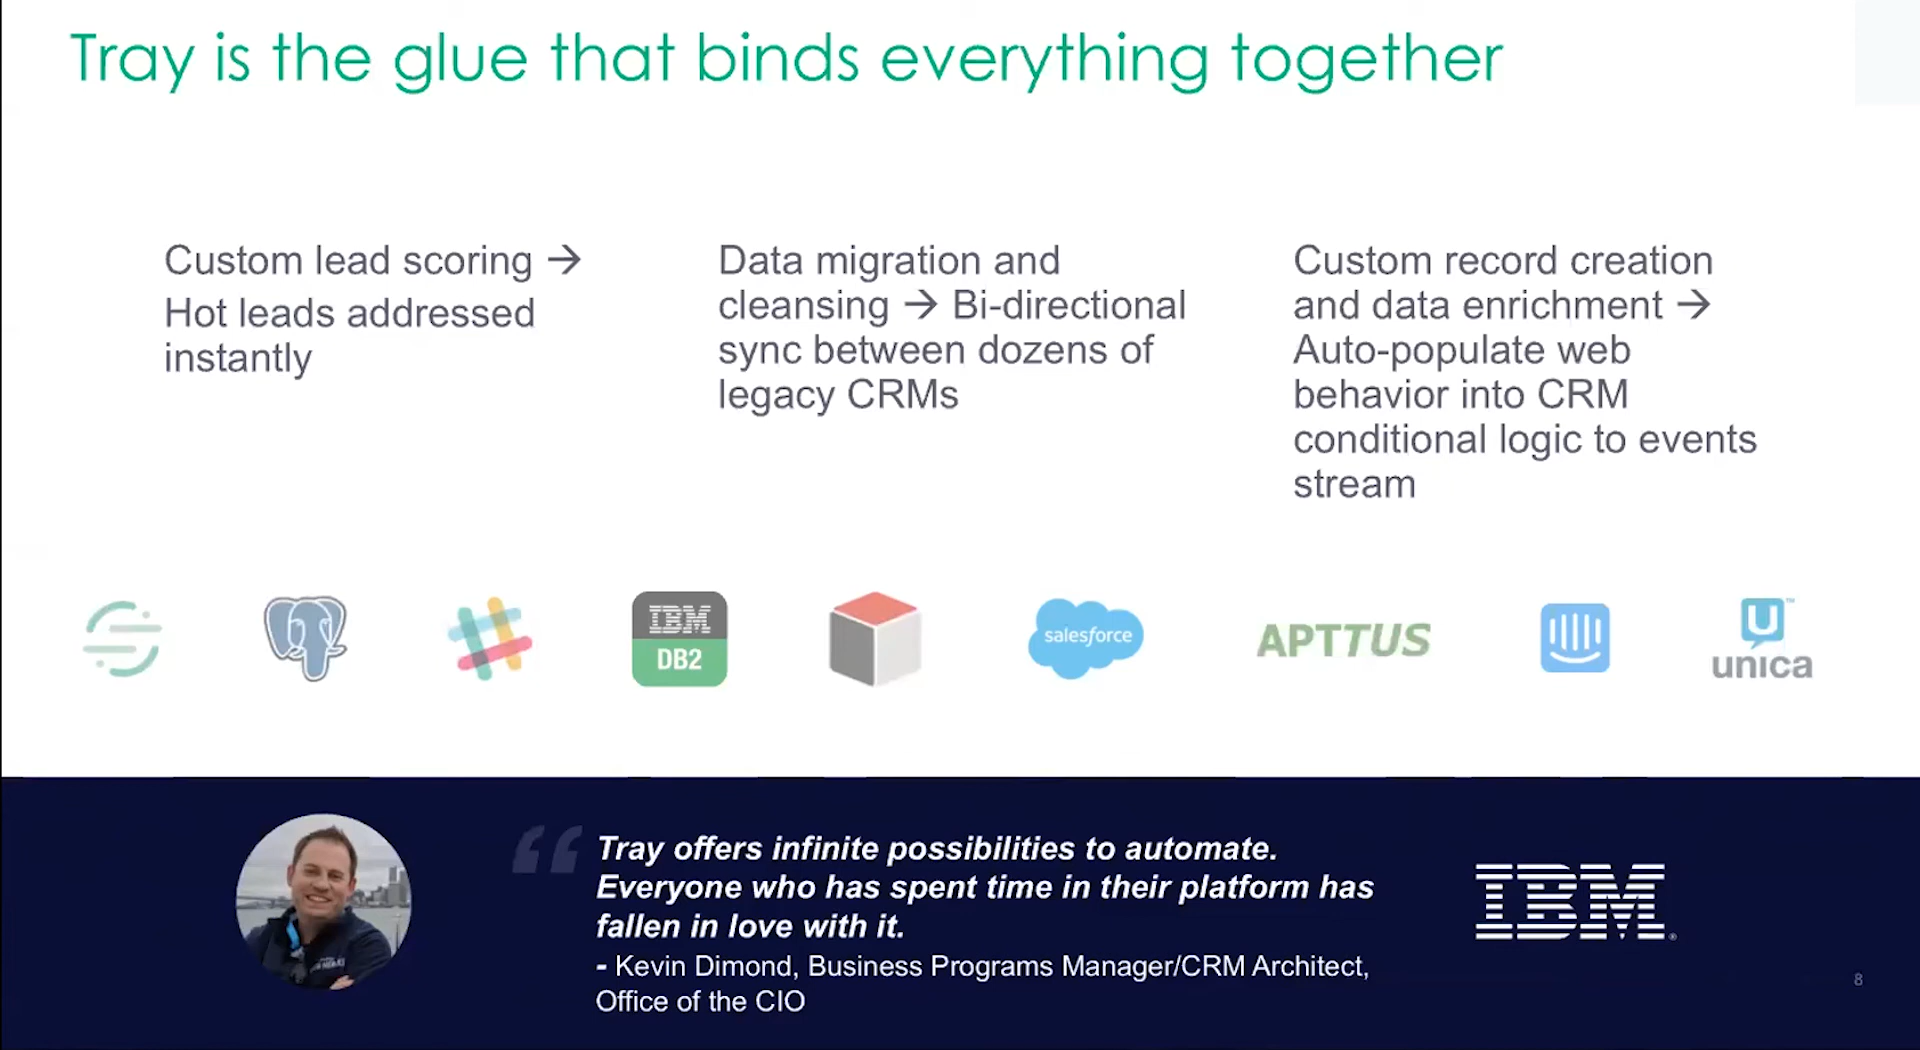 Tray is the glue that binds everything together
Custom lead scoring →
Hot leads addressed
instantly
Data migration and
cleansing → Bi-directional
sync between dozens of
legacy CRMs
Custom record creation
and data enrichment →
Auto-populate web
behavior into CRM
conditional logic to events
stream
IBM
DB2
salesforce
APTTUS
U™
unica
“
Tray offers infinite possibilities to automate.
Everyone who has spent time in their platform has
fallen in love with it.
- Kevin Dimond, Business Programs Manager/CRM Architect,
Office of the CIO
IBM®
8